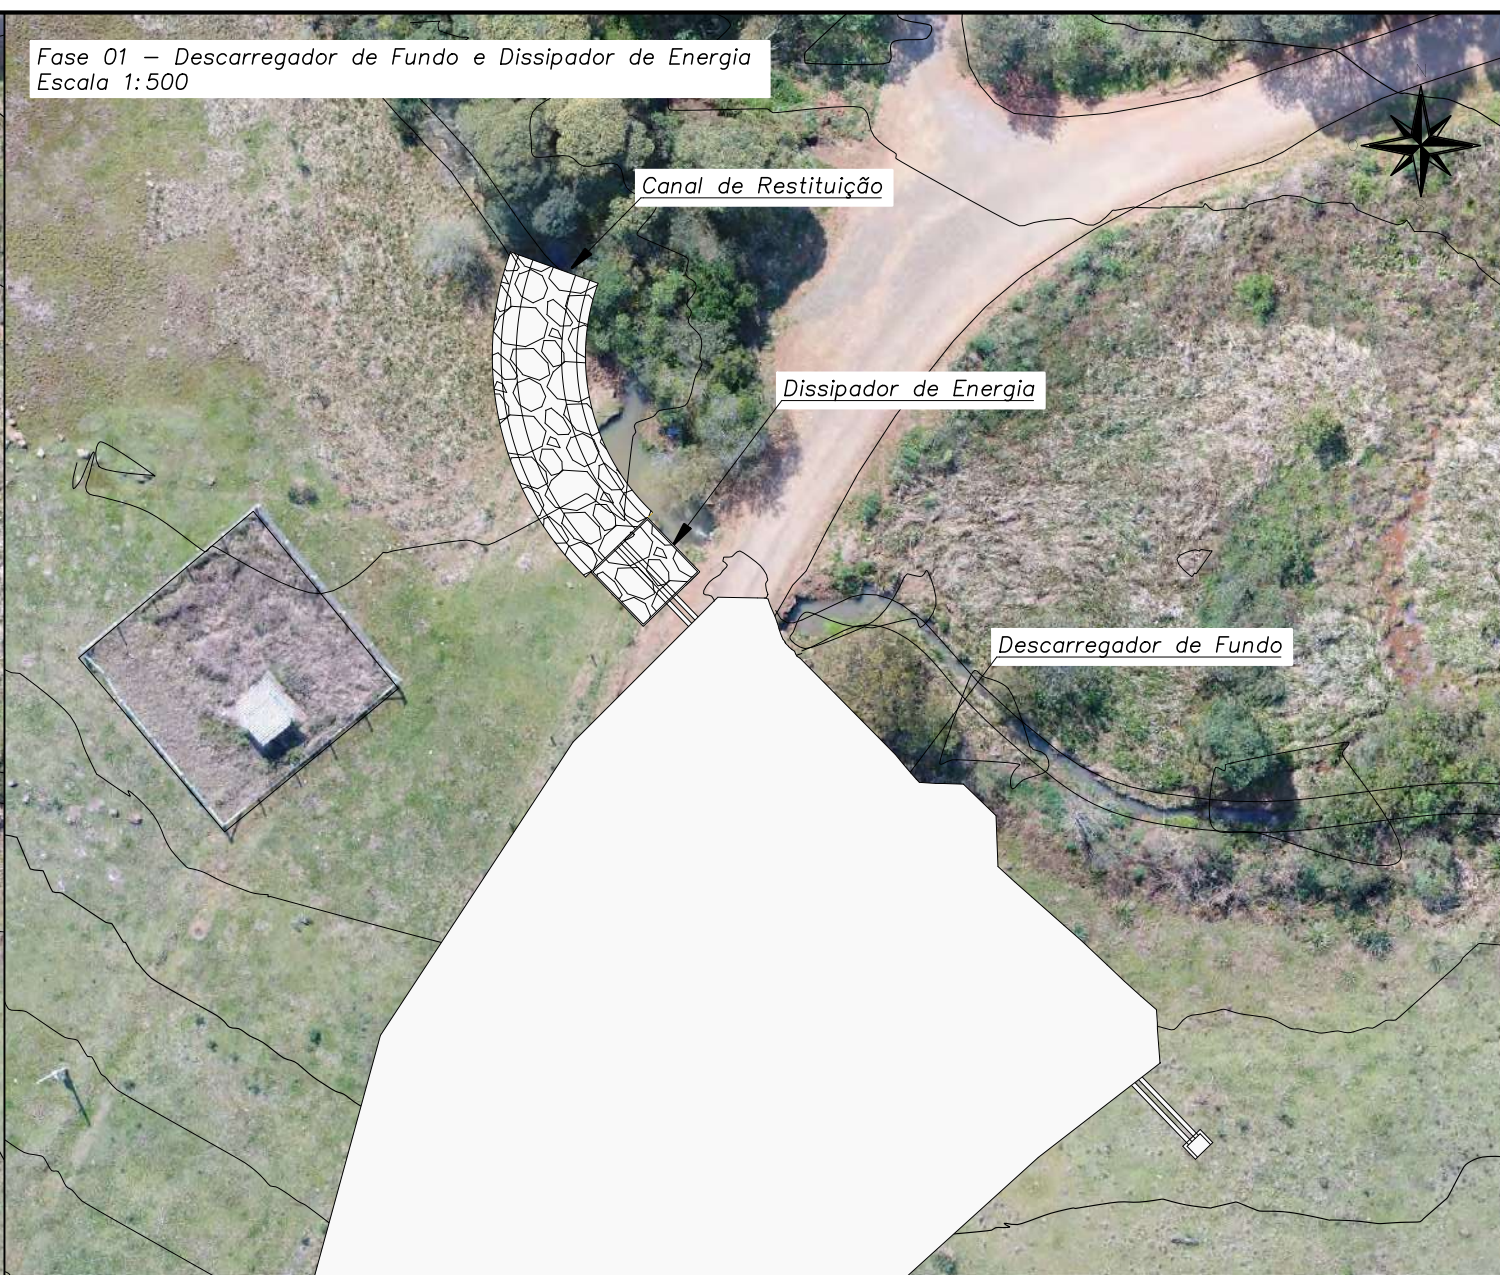 Fase 01 – Descarregador de Fundo e Dissipador de Energia
Escala 1:500
Canal de Restituição
Dissipador de Energia
Descarregador de Fundo